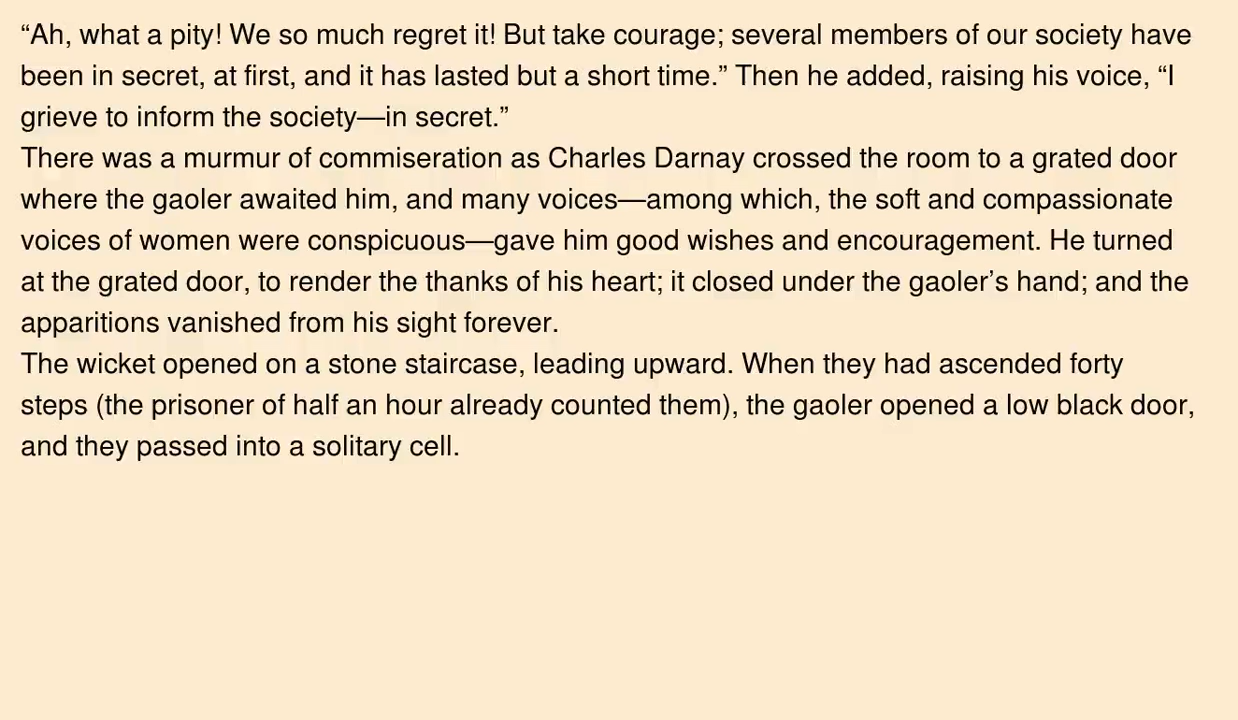 “Ah, what a pity! We so much regret it! But take courage; several members of our society have
been in secret, at first, and it has lasted but a short time.” Then he added, raising his voice, “I
grieve to inform the society—in secret.”
There was a murmur of commiseration as Charles Darnay crossed the room to a grated door
where the gaoler awaited him, and many voices—among which, the soft and compassionate
voices of women were conspicuous—gave him good wishes and encouragement. He turned
at the grated door, to render the thanks of his heart; it closed under the gaoler’s hand; and the
apparitions vanished from his sight forever.
The wicket opened on a stone staircase, leading upward. When they had ascended forty
steps (the prisoner of half an hour already counted them), the gaoler opened a low black door,
and they passed into a solitary cell.